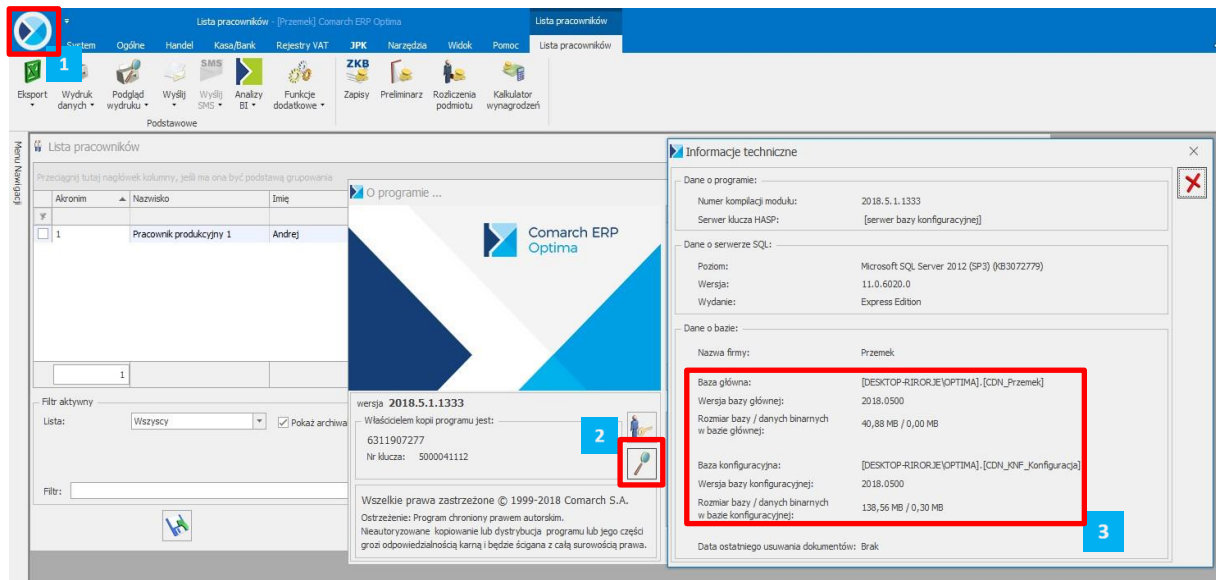 Lista pracowników - [Przemek] Comarch ERP Optima
Lista pracowników
System Ogólne Handel Kasa/Bank Rejestry VAT JPK Narzędzia Widok Pomoc Lista pracowników
1
SMS
ZKB
Eksport Wydruk danych Podgląd wydruku Wyślij Wyślij SMS Analizy BI Funkcje dodatkowe Zapisy Preliminarz Rozliczenia podmiotu Kalkulator wynagrodzeń
Podstawowe
Menu Nawigacji
Lista pracowników
Przeciągnij tutaj nagłówek kolumny, jeśli ma ona być podstawą grupowania
Akronim Nazwisko Imię
1 Pracownik produkcyjny 1 Andrej
1
Filtr aktywny
Lista: Wszyscy Pokaż archiwa
Filtr:
O programie ...
Comarch ERP
Optima
wersja 2018.5.1.1333
Właścicielem kopii programu jest:
6311907277
Nr klucza: 5000041112
2
Wszelkie prawa zastrzeżone © 1999-2018 Comarch S.A.
Ostrzeżenie: Program chroniony prawem autorskim.
Nieautoryzowane kopiowanie lub dystrybucja programu lub jego części
grozi odpowiedzialnością karną i będzie ścigana z całą surowością prawa.
Informacje techniczne
Dane o programie:
Numer kompilacji modułu: 2018.5.1.1333
Serwer klucza HASP: [serwer bazy konfiguracyjnej]
Dane o serwerze SQL:
Poziom: Microsoft SQL Server 2012 (SP3) (KB3072779)
Wersja: 11.0.6020.0
Wydanie: Express Edition
Dane o bazie:
Nazwa firmy: Przemek
Baza główna: [DESKTOP-RIRORJE\OPTIMA].[CDN_Przemek]
Wersja bazy głównej: 2018.0500
Rozmiar bazy / danych binarnych
w bazie głównej: 40,88 MB / 0,00 MB
Baza konfiguracyjna: [DESKTOP-RIRORJE\OPTIMA].[CDN_KNF_Konfiguracja]
Wersja bazy konfiguracyjnej: 2018.0500
Rozmiar bazy / danych binarnych
w bazie konfiguracyjnej: 138,56 MB / 0,30 MB
3
Data ostatniego usuwania dokumentów: Brak